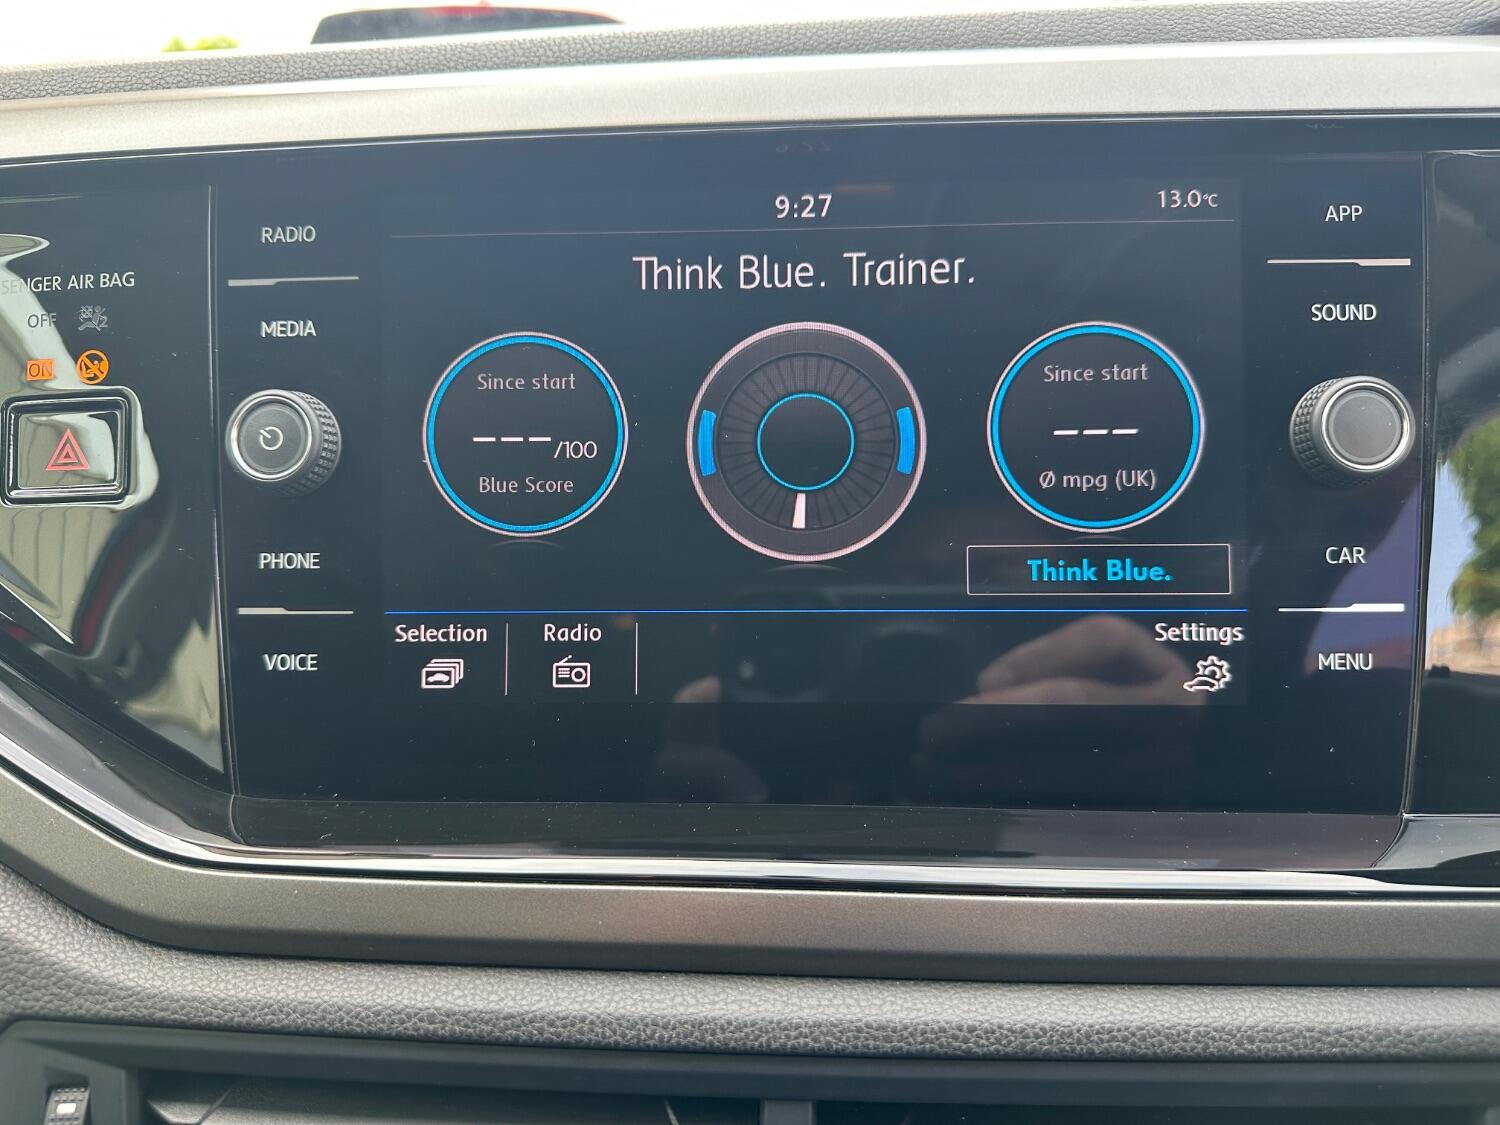 9:27
13.0°C
RADIO
APP
Think Blue. Trainer.
AIR BAG
OFF
MEDIA
SOUND
ON
Since start
---/100
Blue Score
Since start
---
Ø mpg (UK)
PHONE
CAR
Think Blue.
Selection
Radio
Settings
VOICE
MENU